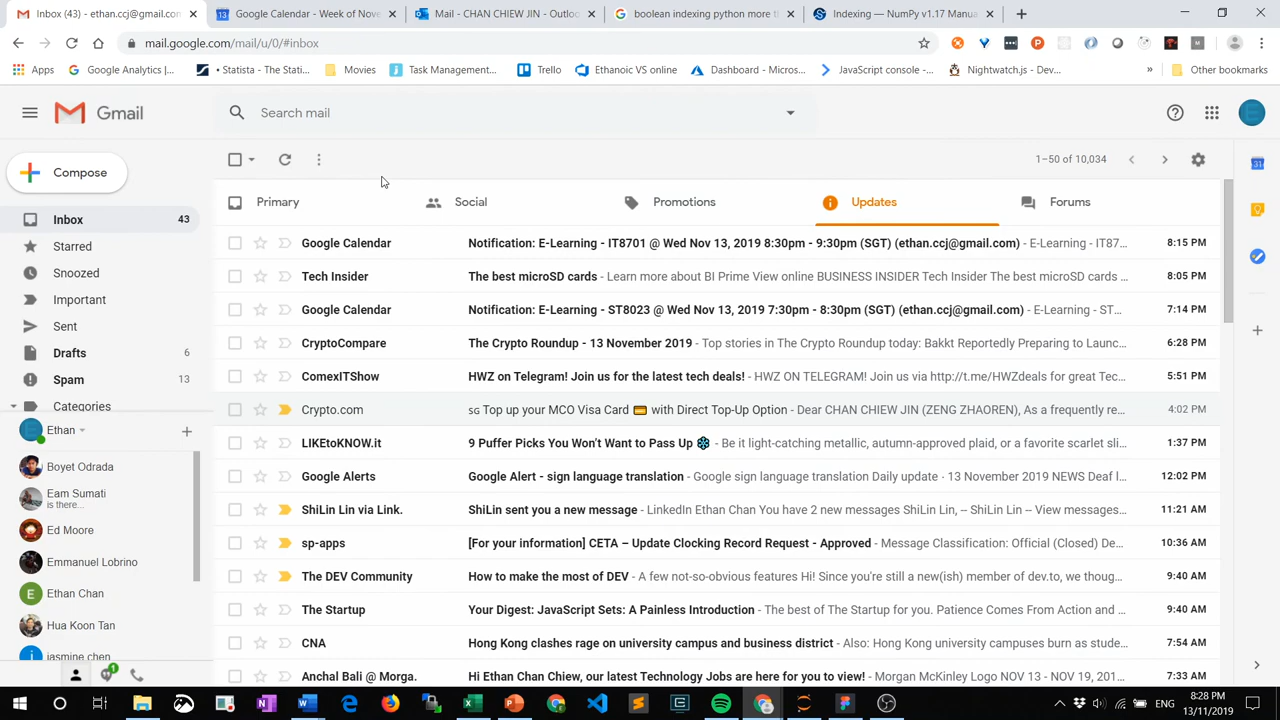 Inbox (43) - ethan.ccj@gmail.com
Google Calendar - Week of Nove
Mail - CHAN CHIEW JIN - Outloo
boolean indexing python more th
Indexing — NumPy v1.17 Manua
mail.google.com/mail/u/0/#inbox
Apps
Google Analytics |...
• Statista - The Stati...
Movies
Task Management...
Trello
Ethanoic VS online
Dashboard - Micros...
JavaScript console -...
Nightwatch.js - Dev...
»
Other bookmarks
Gmail
Search mail
Compose
1–50 of 10,034
Inbox 43
Starred
Snoozed
Important
Sent
Drafts 6
Spam 13
Categories
Ethan
Boyet Odrada
Eam Sumati
is there...
Ed Moore
Emmanuel Lobrino
Ethan Chan
Hua Koon Tan
jasmine chen
Primary
Social
Promotions
Updates
Forums
Google Calendar Notification: E-Learning - IT8701 @ Wed Nov 13, 2019 8:30pm - 9:30pm (SGT) (ethan.ccj@gmail.com) - E-Learning - IT87... 8:15 PM
Tech Insider The best microSD cards - Learn more about BI Prime View online BUSINESS INSIDER Tech Insider The best microSD cards ... 8:05 PM
Google Calendar Notification: E-Learning - ST8023 @ Wed Nov 13, 2019 7:30pm - 8:30pm (SGT) (ethan.ccj@gmail.com) - E-Learning - ST... 7:14 PM
CryptoCompare The Crypto Roundup - 13 November 2019 - Top stories in The Crypto Roundup today: Bakkt Reportedly Preparing to Launc... 6:28 PM
ComexITShow HWZ on Telegram! Join us for the latest tech deals! - HWZ ON TELEGRAM! Join us via http://t.me/HWZdeals for great Tec... 5:51 PM
Crypto.com SG Top up your MCO Visa Card 💳 with Direct Top-Up Option - Dear CHAN CHIEW JIN (ZENG ZHAOREN), As a frequently re... 4:02 PM
LIKEtoKNOW.it 9 Puffer Picks You Won't Want to Pass Up ❄ - Be it light-catching metallic, autumn-approved plaid, or a favorite scarlet sli... 1:37 PM
Google Alerts Google Alert - sign language translation - Google sign language translation Daily update · 13 November 2019 NEWS Deaf l... 12:02 PM
ShiLin Lin via Link. ShiLin sent you a new message - LinkedIn Ethan Chan You have 2 new messages ShiLin Lin, -- ShiLin Lin -- View messages... 11:21 AM
sp-apps [For your information] CETA – Update Clocking Record Request - Approved - Message Classification: Official (Closed) De... 10:36 AM
The DEV Community How to make the most of DEV - A few not-so-obvious features Hi! Since you're still a new(ish) member of dev.to, we thoug... 9:40 AM
The Startup Your Digest: JavaScript Sets: A Painless Introduction - The best of The Startup for you. Patience Comes From Action and ... 9:40 AM
CNA Hong Kong clashes rage on university campus and business district - Also: Hong Kong university campuses burn as stude... 7:54 AM
Anchal Bali @ Morga. Hi Ethan Chan Chiew, our latest Technology Jobs are here to view! - Morgan McKinley Logo NOV 13 - NOV 19, 201... 7:33 AM
8:28 PM
13/11/2019